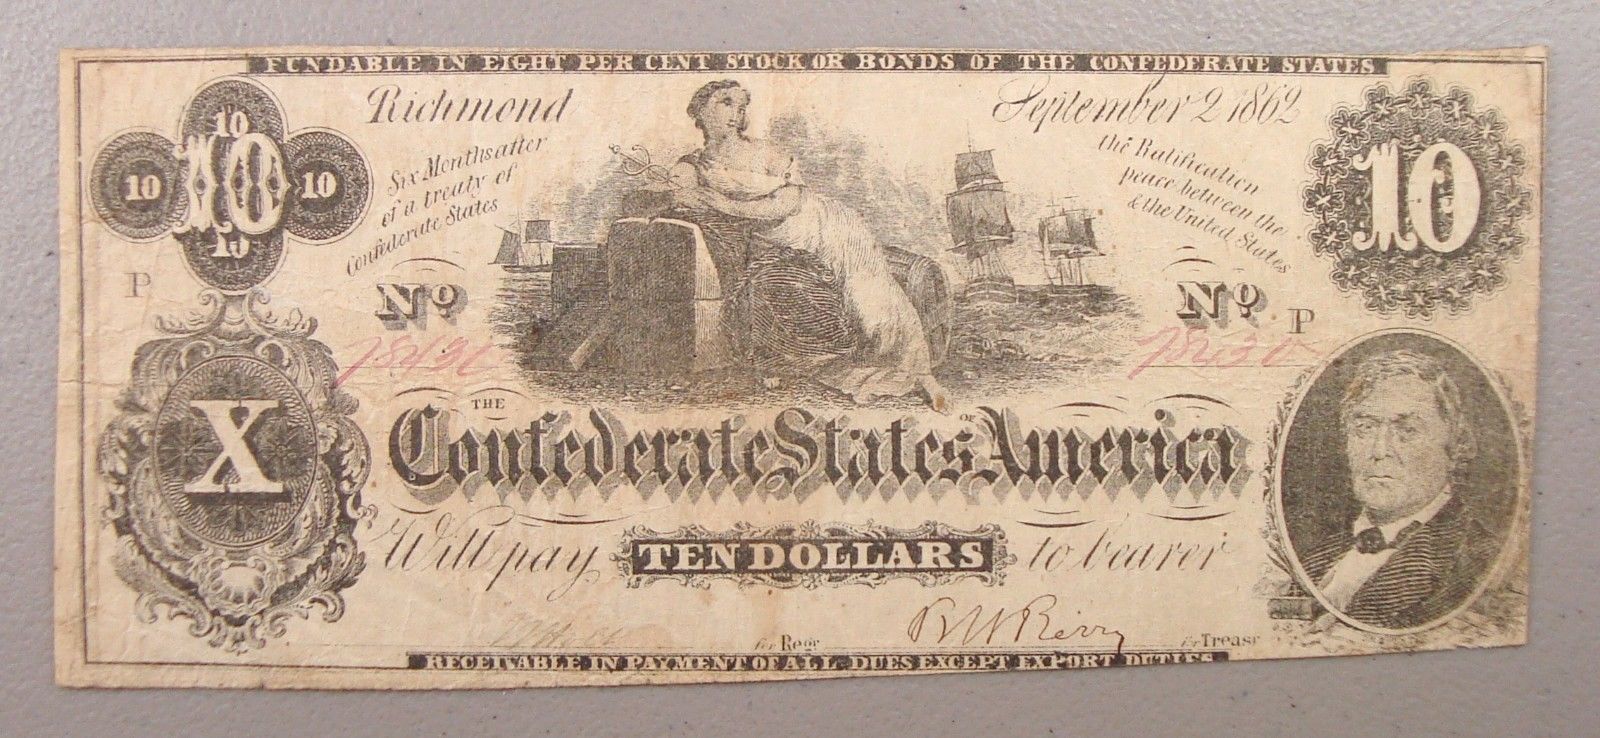 FUNDABLE IN EIGHT PER CENT STOCK OR BONDS OF THE CONFEDERATE STATES
Richmond
September 2 1862
Six Months after
of a treaty of
Confederate States
the Ratification
peace between the
& the United States
10
10
10
10
10
10
P
No
No
P
78430
X
THE
Confederate States OF America
Will pay TEN DOLLARS to bearer
for Regr
B W Berry
for Treasr
RECEIVABLE IN PAYMENT OF ALL DUES EXCEPT EXPORT DUTIES